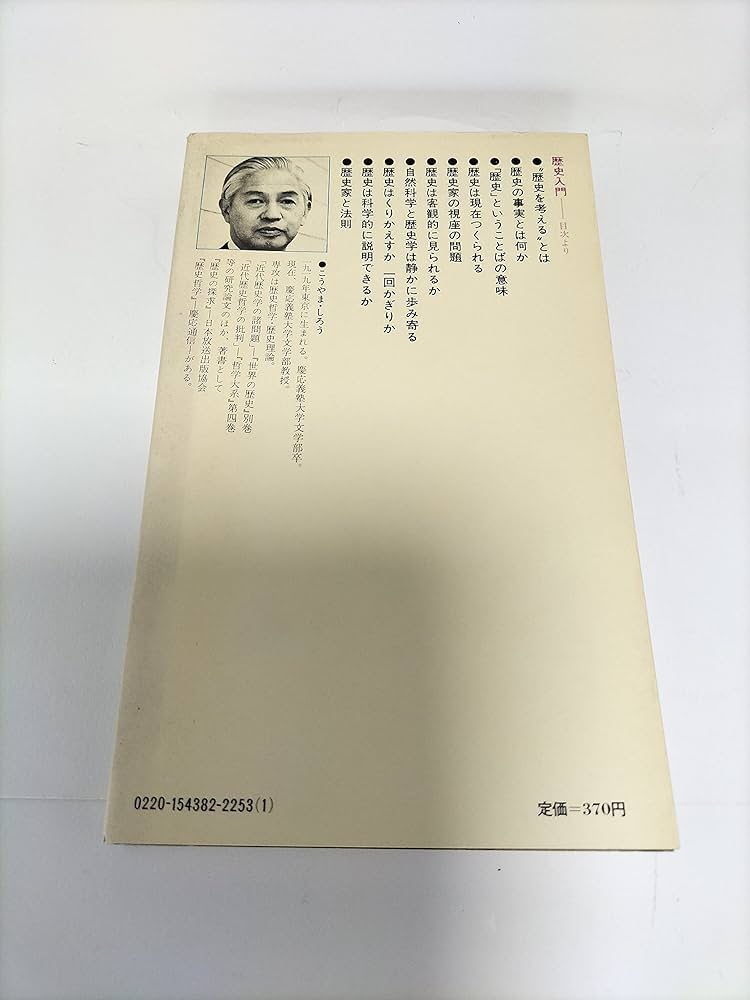 歴史入門――目次より
●“歴史を考える”とは
●歴史の事実とは何か
●「歴史」ということばの意味
●歴史は現在つくられる
●歴史家の視座の問題
●歴史は客観的に見られるか
●自然科学と歴史学は静かに歩み寄る
●歴史はくりかえすか 一回かぎりか
●歴史は科学的に説明できるか
●歴史家と法則
●こうやま・しろう
一九一九年東京に生まれる。慶応義塾大学文学部卒。
現在、慶応義塾大学文学部教授。
専攻は歴史哲学・歴史理論。
「近代歴史学の諸問題」―『世界の歴史』別巻
「近代歴史哲学の批判」―『哲学大系』第四巻
等の研究論文のほか、著書として
『歴史の探求』―日本放送出版協会
『歴史哲学』―慶応通信―がある。
0220-154382-2253(1)
定価=370円